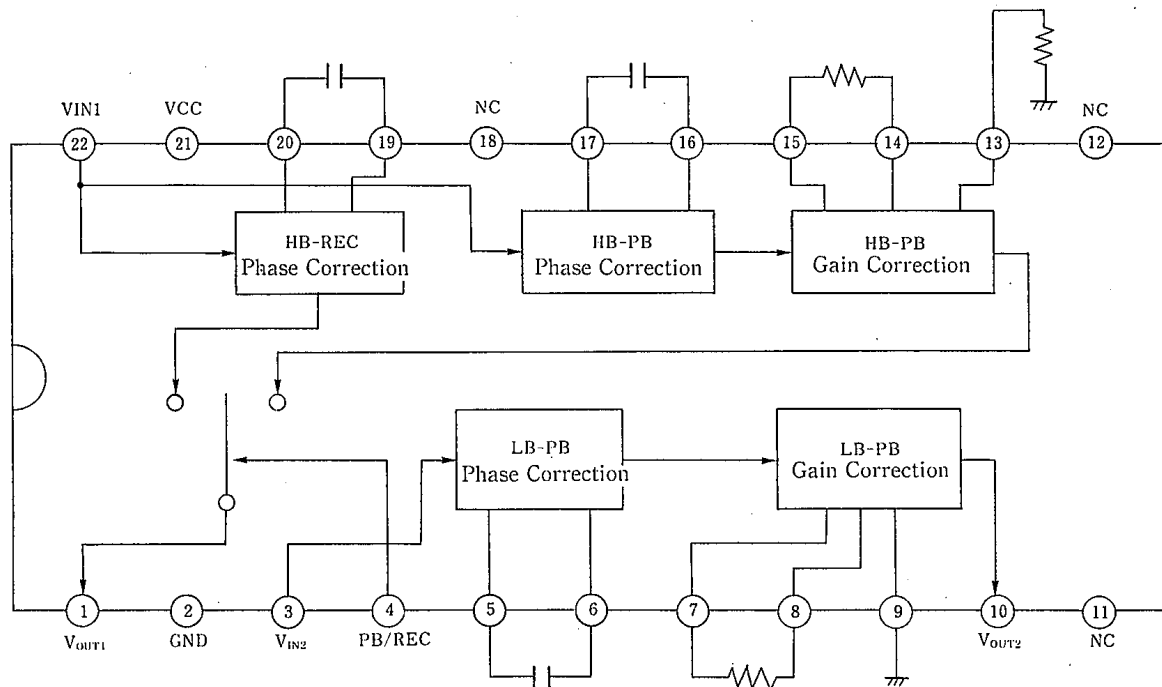 VIN1 VCC NC NC
22 21 20 19 18 17 16 15 14 13 12
HB-REC
Phase Correction
HB-PB
Phase Correction
HB-PB
Gain Correction
LB-PB
Phase Correction
LB-PB
Gain Correction
1 2 3 4 5 6 7 8 9 10 11
VOUT1 GND VIN2 PB/REC VOUT2 NC